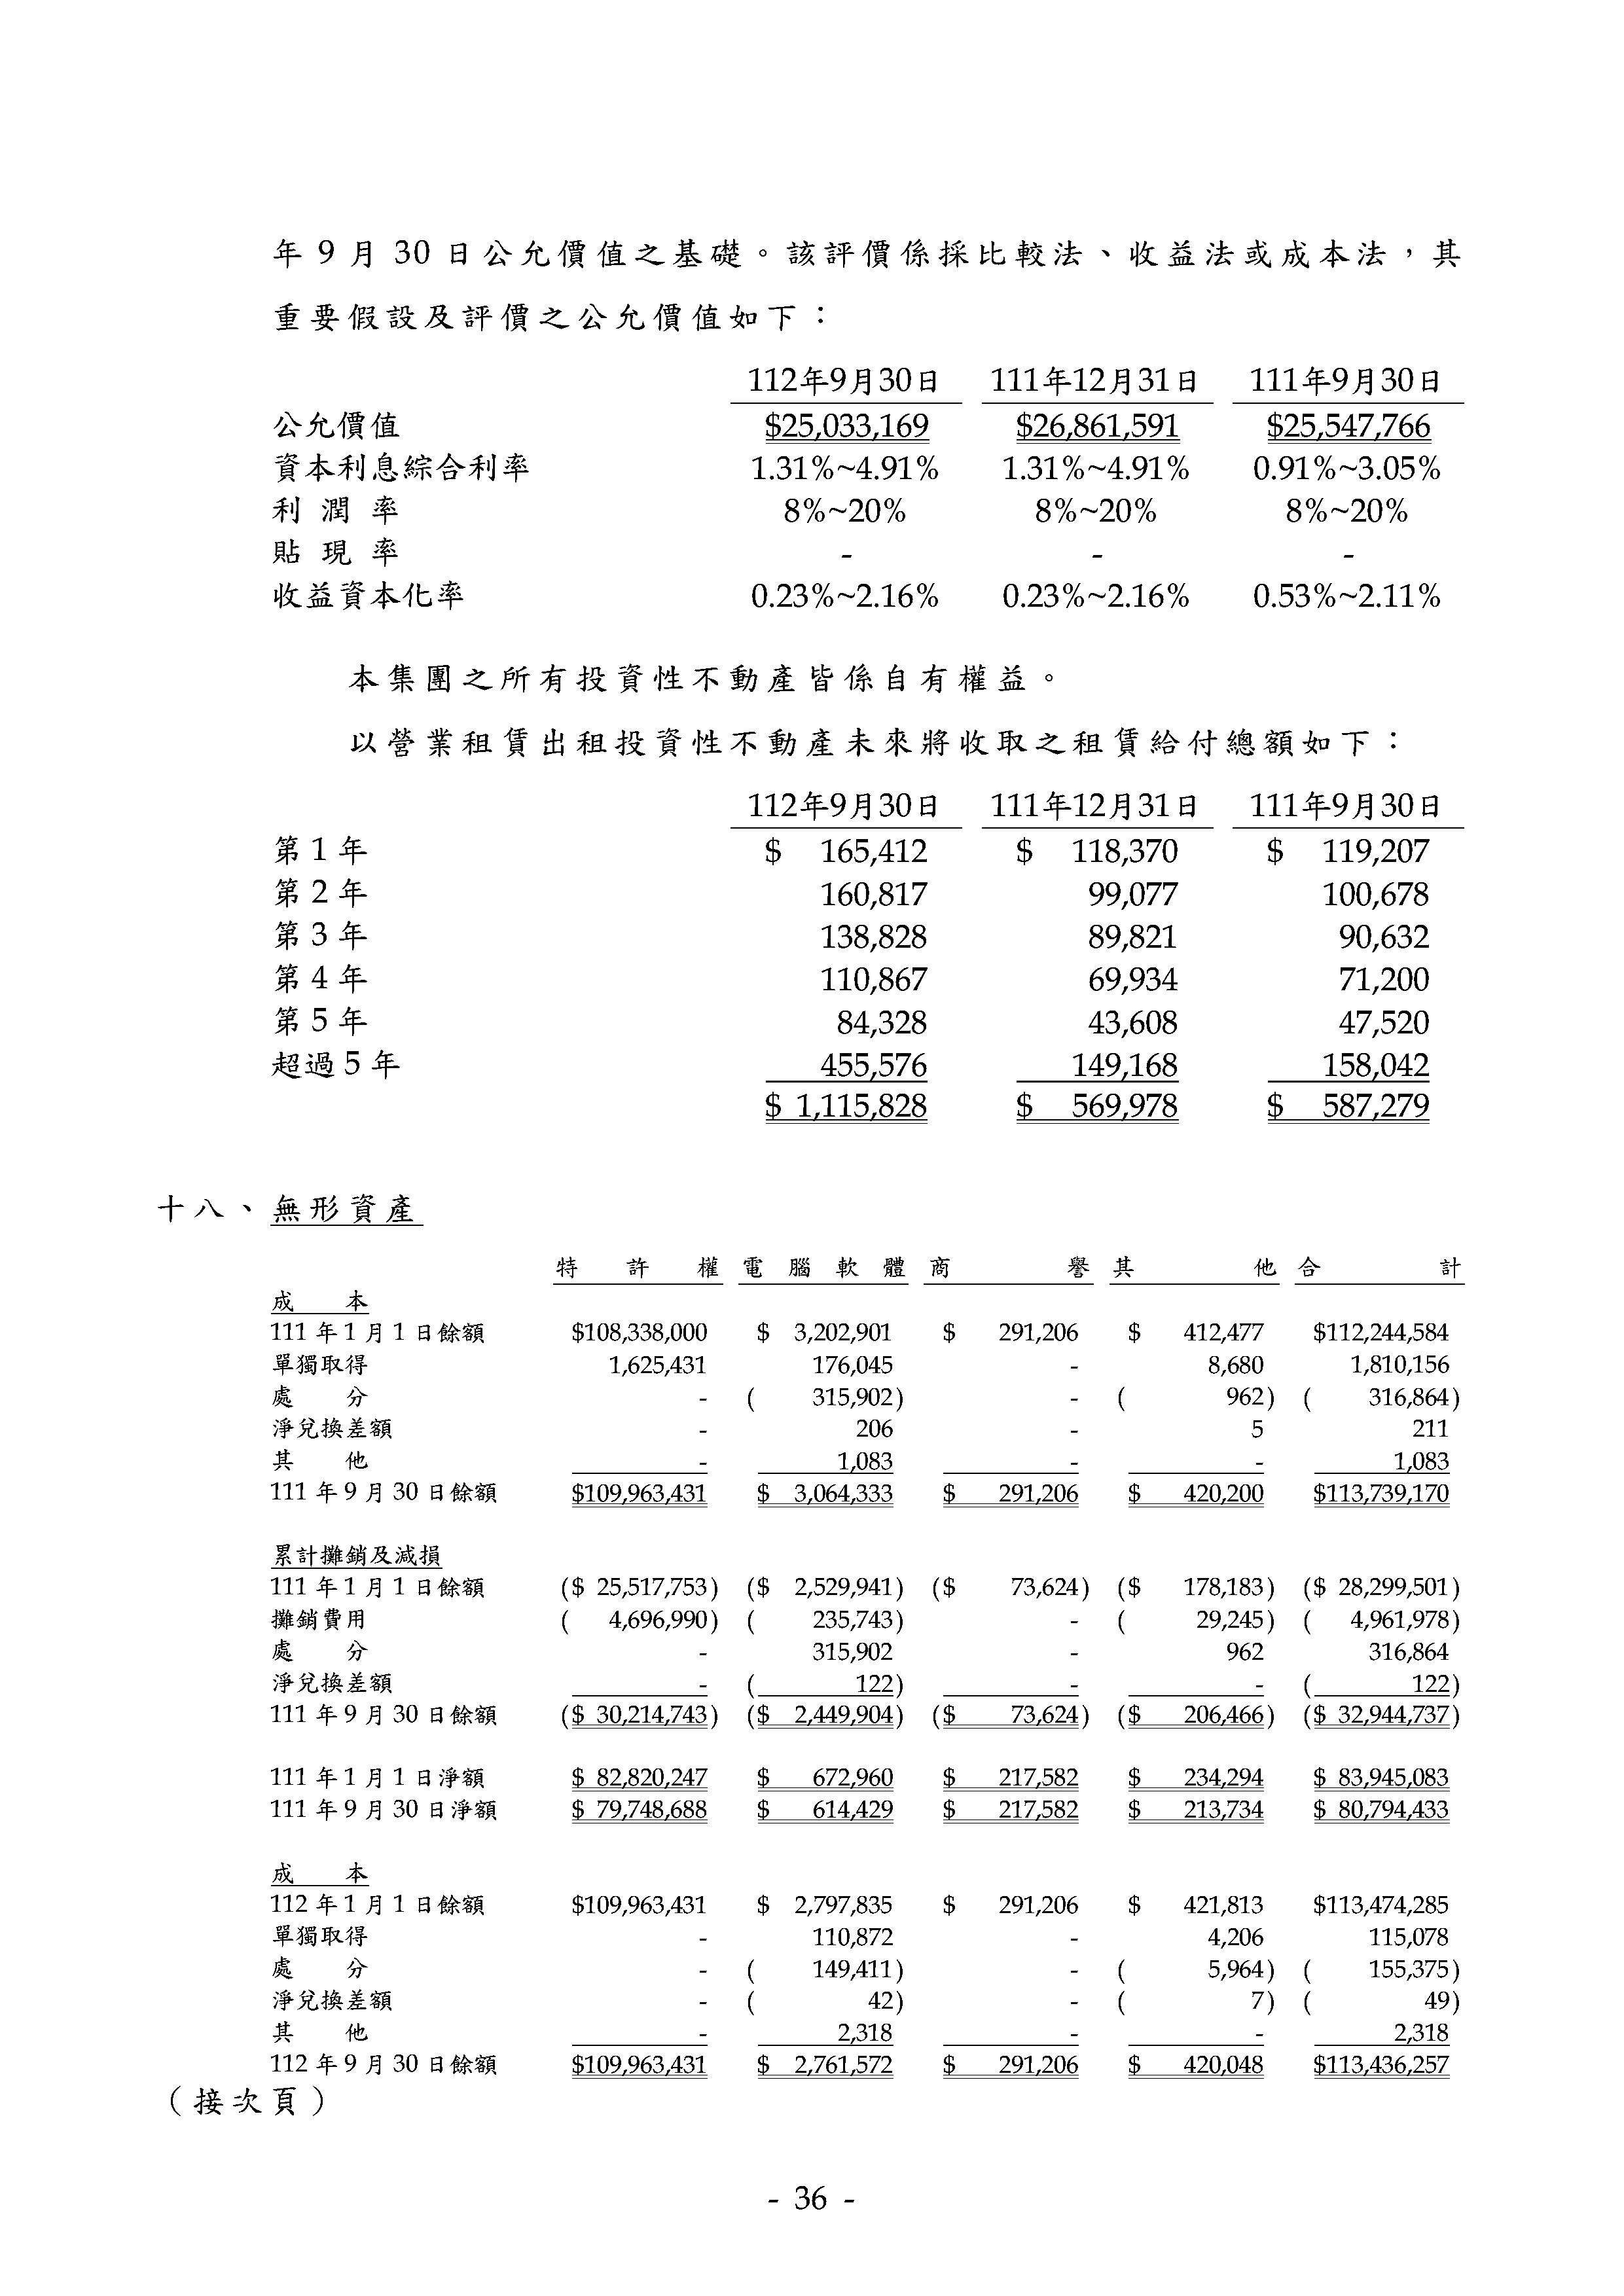 年 9 月 30 日公允價值之基礎。該評價係採比較法、收益法或成本法，其
重要假設及評價之公允價值如下：
112年9月30日 111年12月31日 111年9月30日
公允價值 $25,033,169 $26,861,591 $25,547,766
資本利息綜合利率 1.31%~4.91% 1.31%~4.91% 0.91%~3.05%
利 潤 率 8%~20% 8%~20% 8%~20%
貼 現 率 - - -
收益資本化率 0.23%~2.16% 0.23%~2.16% 0.53%~2.11%
本集團之所有投資性不動產皆係自有權益。
以營業租賃出租投資性不動產未來將收取之租賃給付總額如下：
112年9月30日 111年12月31日 111年9月30日
第 1 年 $ 165,412 $ 118,370 $ 119,207
第 2 年 160,817 99,077 100,678
第 3 年 138,828 89,821 90,632
第 4 年 110,867 69,934 71,200
第 5 年 84,328 43,608 47,520
超過 5 年 455,576 149,168 158,042
$ 1,115,828 $ 569,978 $ 587,279
十八、無形資產
特 許 權 電 腦 軟 體 商 譽 其 他 合 計
成 本
111 年 1 月 1 日餘額 $108,338,000 $ 3,202,901 $ 291,206 $ 412,477 $112,244,584
單獨取得 1,625,431 176,045 - 8,680 1,810,156
處 分 - ( 315,902) - ( 962) ( 316,864)
淨兌換差額 - 206 - 5 211
其 他 - 1,083 - - 1,083
111 年 9 月 30 日餘額 $109,963,431 $ 3,064,333 $ 291,206 $ 420,200 $113,739,170
累計攤銷及減損
111 年 1 月 1 日餘額 ($ 25,517,753) ($ 2,529,941) ($ 73,624) ($ 178,183) ($ 28,299,501)
攤銷費用 ( 4,696,990) ( 235,743) - ( 29,245) ( 4,961,978)
處 分 - 315,902 - 962 316,864
淨兌換差額 - ( 122) - - ( 122)
111 年 9 月 30 日餘額 ($ 30,214,743) ($ 2,449,904) ($ 73,624) ($ 206,466) ($ 32,944,737)
111 年 1 月 1 日淨額 $ 82,820,247 $ 672,960 $ 217,582 $ 234,294 $ 83,945,083
111 年 9 月 30 日淨額 $ 79,748,688 $ 614,429 $ 217,582 $ 213,734 $ 80,794,433
成 本
112 年 1 月 1 日餘額 $109,963,431 $ 2,797,835 $ 291,206 $ 421,813 $113,474,285
單獨取得 - 110,872 - 4,206 115,078
處 分 - ( 149,411) - ( 5,964) ( 155,375)
淨兌換差額 - ( 42) - ( 7) ( 49)
其 他 - 2,318 - - 2,318
112 年 9 月 30 日餘額 $109,963,431 $ 2,761,572 $ 291,206 $ 420,048 $113,436,257
（接次頁）
- 36 -